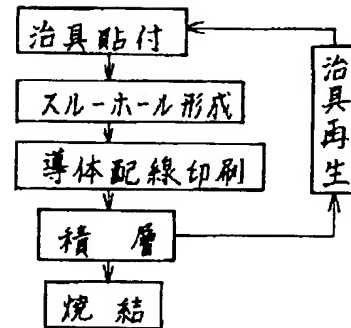 治具貼付
スルーホール形成
導体配線印刷
積層
焼結
治具再生